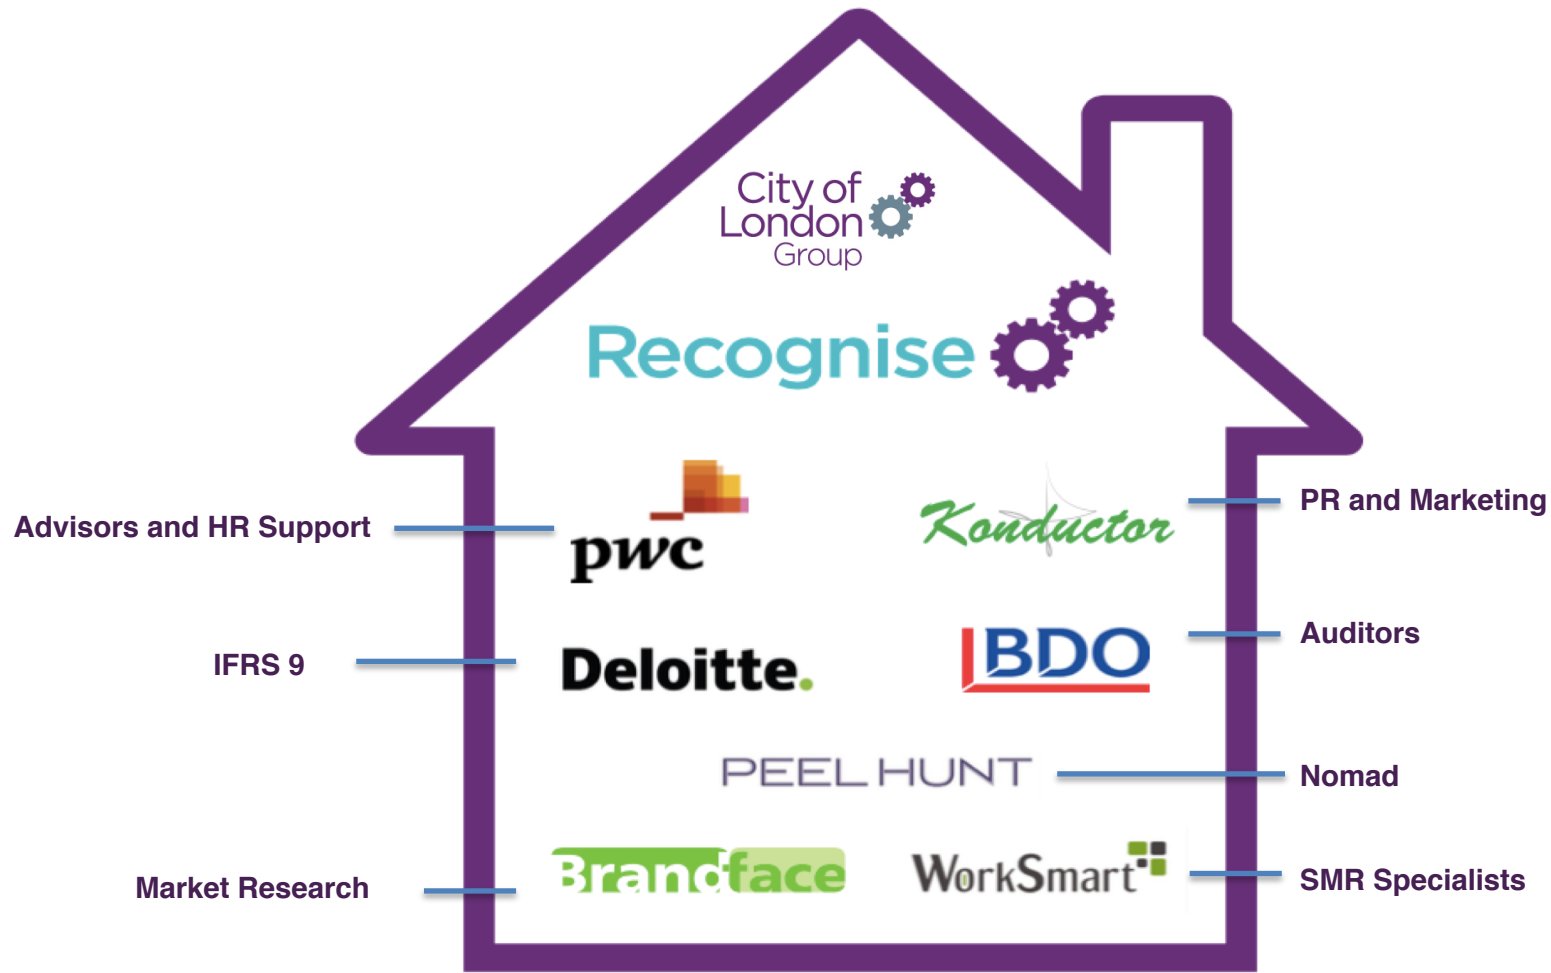 City of
London
Group
Recognise
Advisors and HR Support
pwc
Konductor
PR and Marketing
IFRS 9
Deloitte.
BDO
Auditors
PEEL HUNT
Nomad
Market Research
Brandface
WorkSmart
SMR Specialists